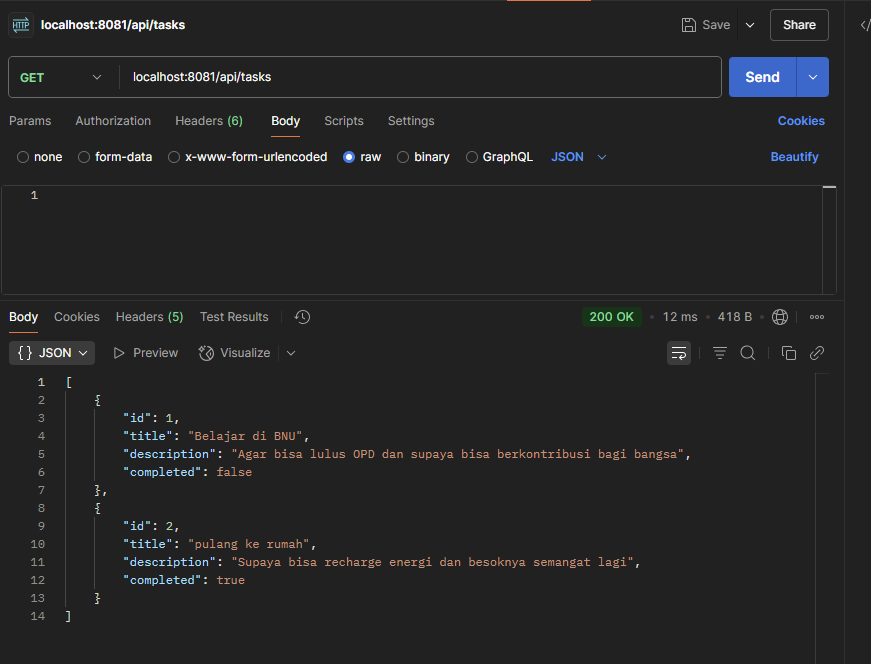 HTTP localhost:8081/api/tasks Save Share </
GET localhost:8081/api/tasks Send
Params Authorization Headers (6) Body Scripts Settings Cookies
none form-data x-www-form-urlencoded raw binary GraphQL JSON Beautify
1
Body Cookies Headers (5) Test Results 200 OK • 12 ms • 418 B •
{} JSON Preview Visualize
1 [
2 {
3 "id": 1,
4 "title": "Belajar di BNU",
5 "description": "Agar bisa lulus OPD dan supaya bisa berkontribusi bagi bangsa",
6 "completed": false
7 },
8 {
9 "id": 2,
10 "title": "pulang ke rumah",
11 "description": "Supaya bisa recharge energi dan besoknya semangat lagi",
12 "completed": true
13 }
14 ]